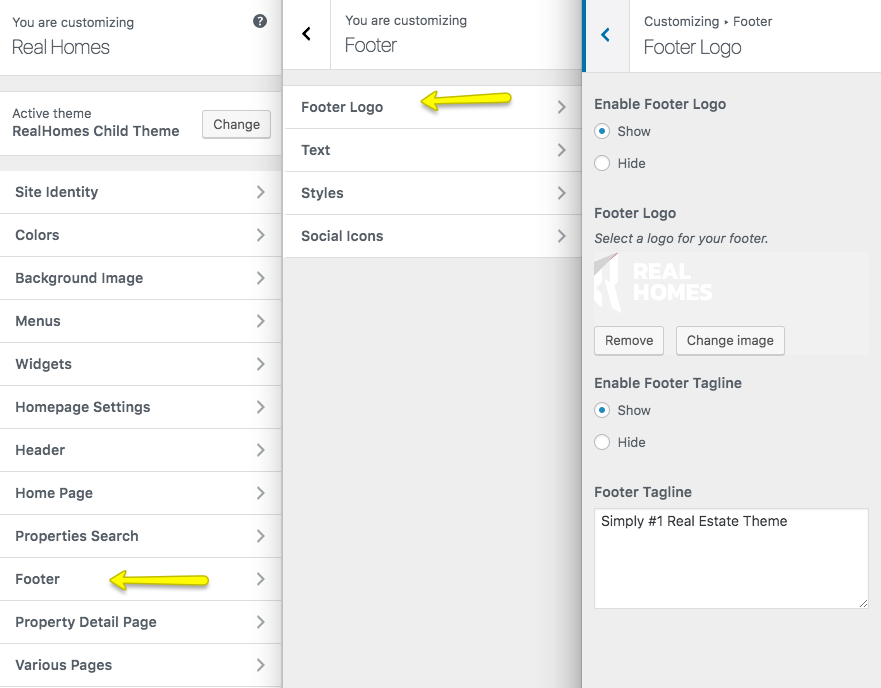 You are customizing
?
Real Homes
Active theme
RealHomes Child Theme
Change
Site Identity
Colors
Background Image
Menus
Widgets
Homepage Settings
Header
Home Page
Properties Search
Footer
Property Detail Page
Various Pages
You are customizing
Footer
Footer Logo
Text
Styles
Social Icons
Customizing ▸ Footer
Footer Logo
Enable Footer Logo
Show
Hide
Footer Logo
Select a logo for your footer.
REAL
HOMES
Remove
Change image
Enable Footer Tagline
Show
Hide
Footer Tagline
Simply #1 Real Estate Theme